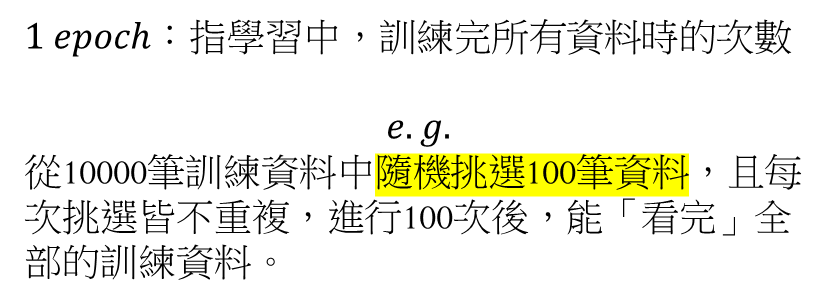 1 epoch：指學習中，訓練完所有資料時的次數
e. g.
從10000筆訓練資料中隨機挑選100筆資料，且每
次挑選皆不重複，進行100次後，能「看完」全
部的訓練資料。